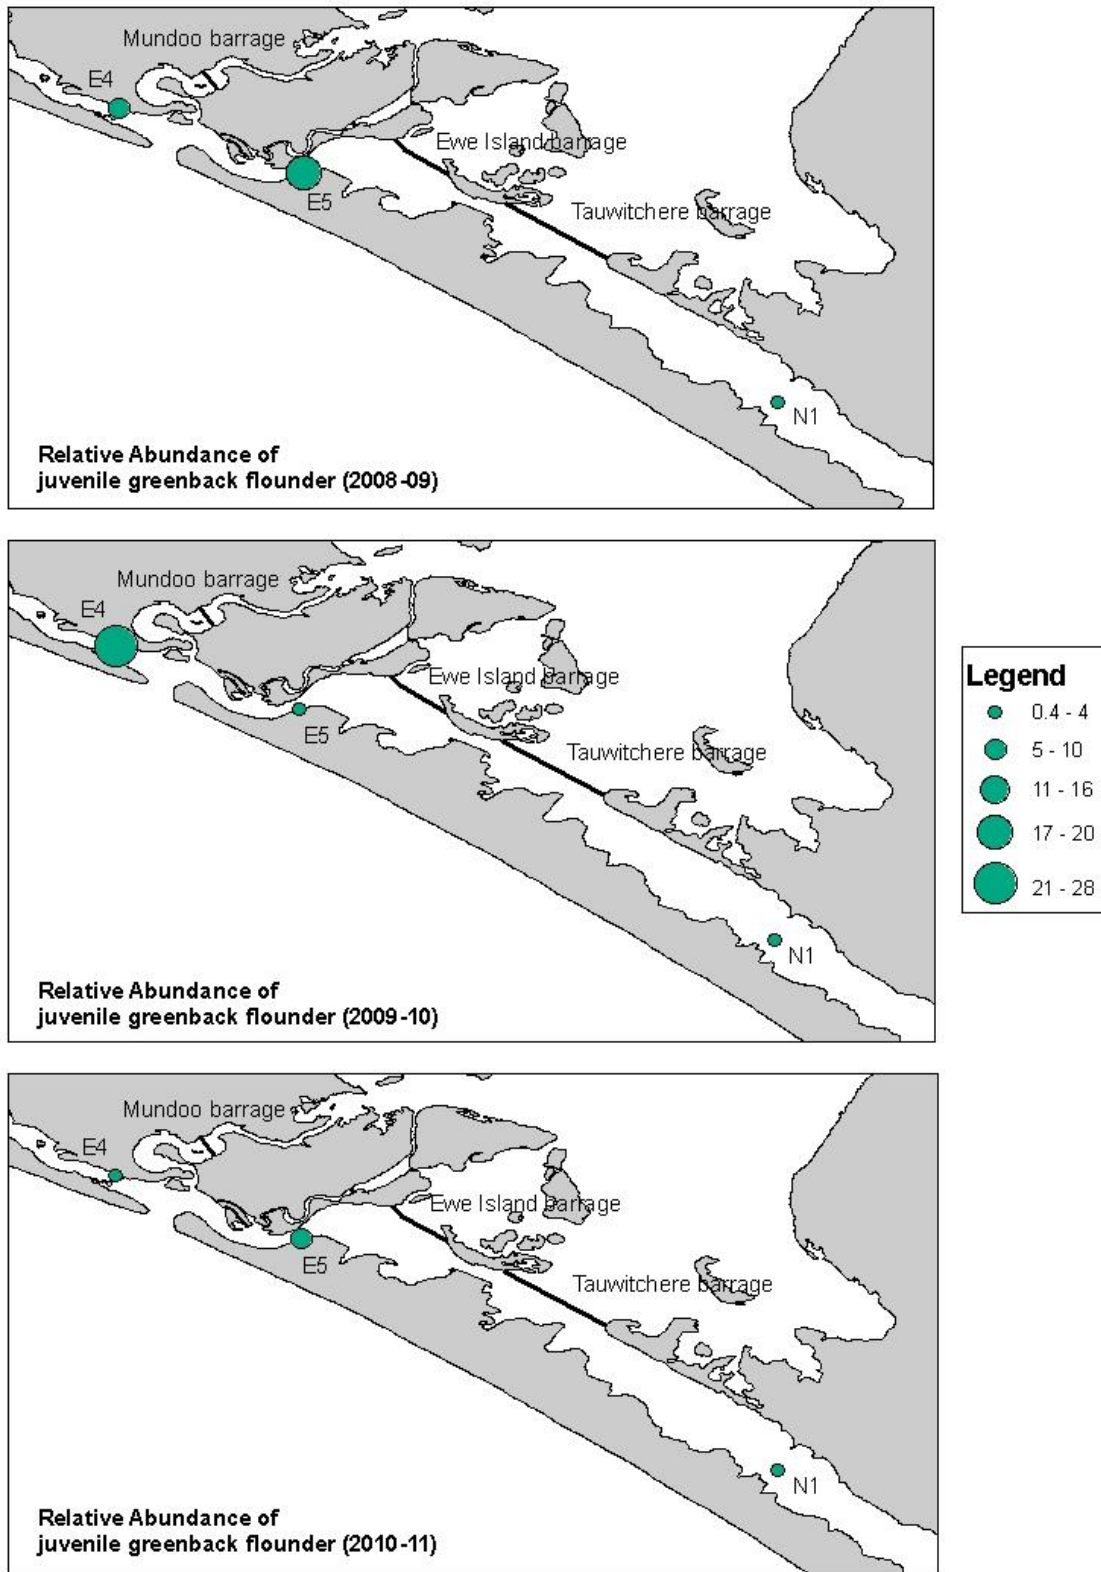 Mundoo barrage
E4
Ewe Island barrage
E5
Tauwitchere barrage
N1
Relative Abundance of
juvenile greenback flounder (2008-09)
Mundoo barrage
E4
Ewe Island barrage
E5
Tauwitchere barrage
N1
Relative Abundance of
juvenile greenback flounder (2009-10)
Legend
0.4 - 4
5 - 10
11 - 16
17 - 20
21 - 28
Mundoo barrage
E4
Ewe Island barrage
E5
Tauwitchere barrage
N1
Relative Abundance of
juvenile greenback flounder (2010-11)